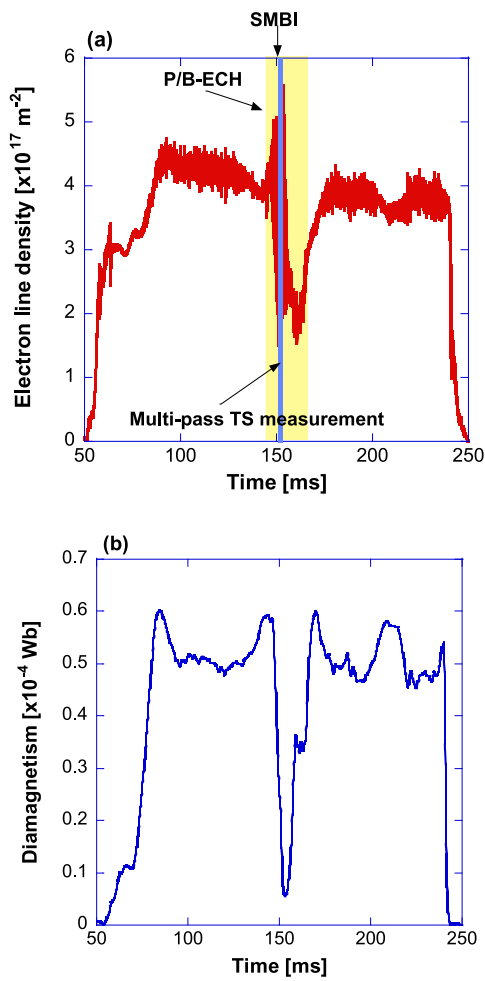 SMBI
(a)
P/B-ECH
Multi-pass TS measurement
Electron line density [x10¹⁷ m⁻²]
6
5
4
3
2
1
0
50 100 150 200 250
Time [ms]
(b)
Diamagnetism [x10⁻⁴ Wb]
0.7
0.6
0.5
0.4
0.3
0.2
0.1
0
50 100 150 200 250
Time [ms]